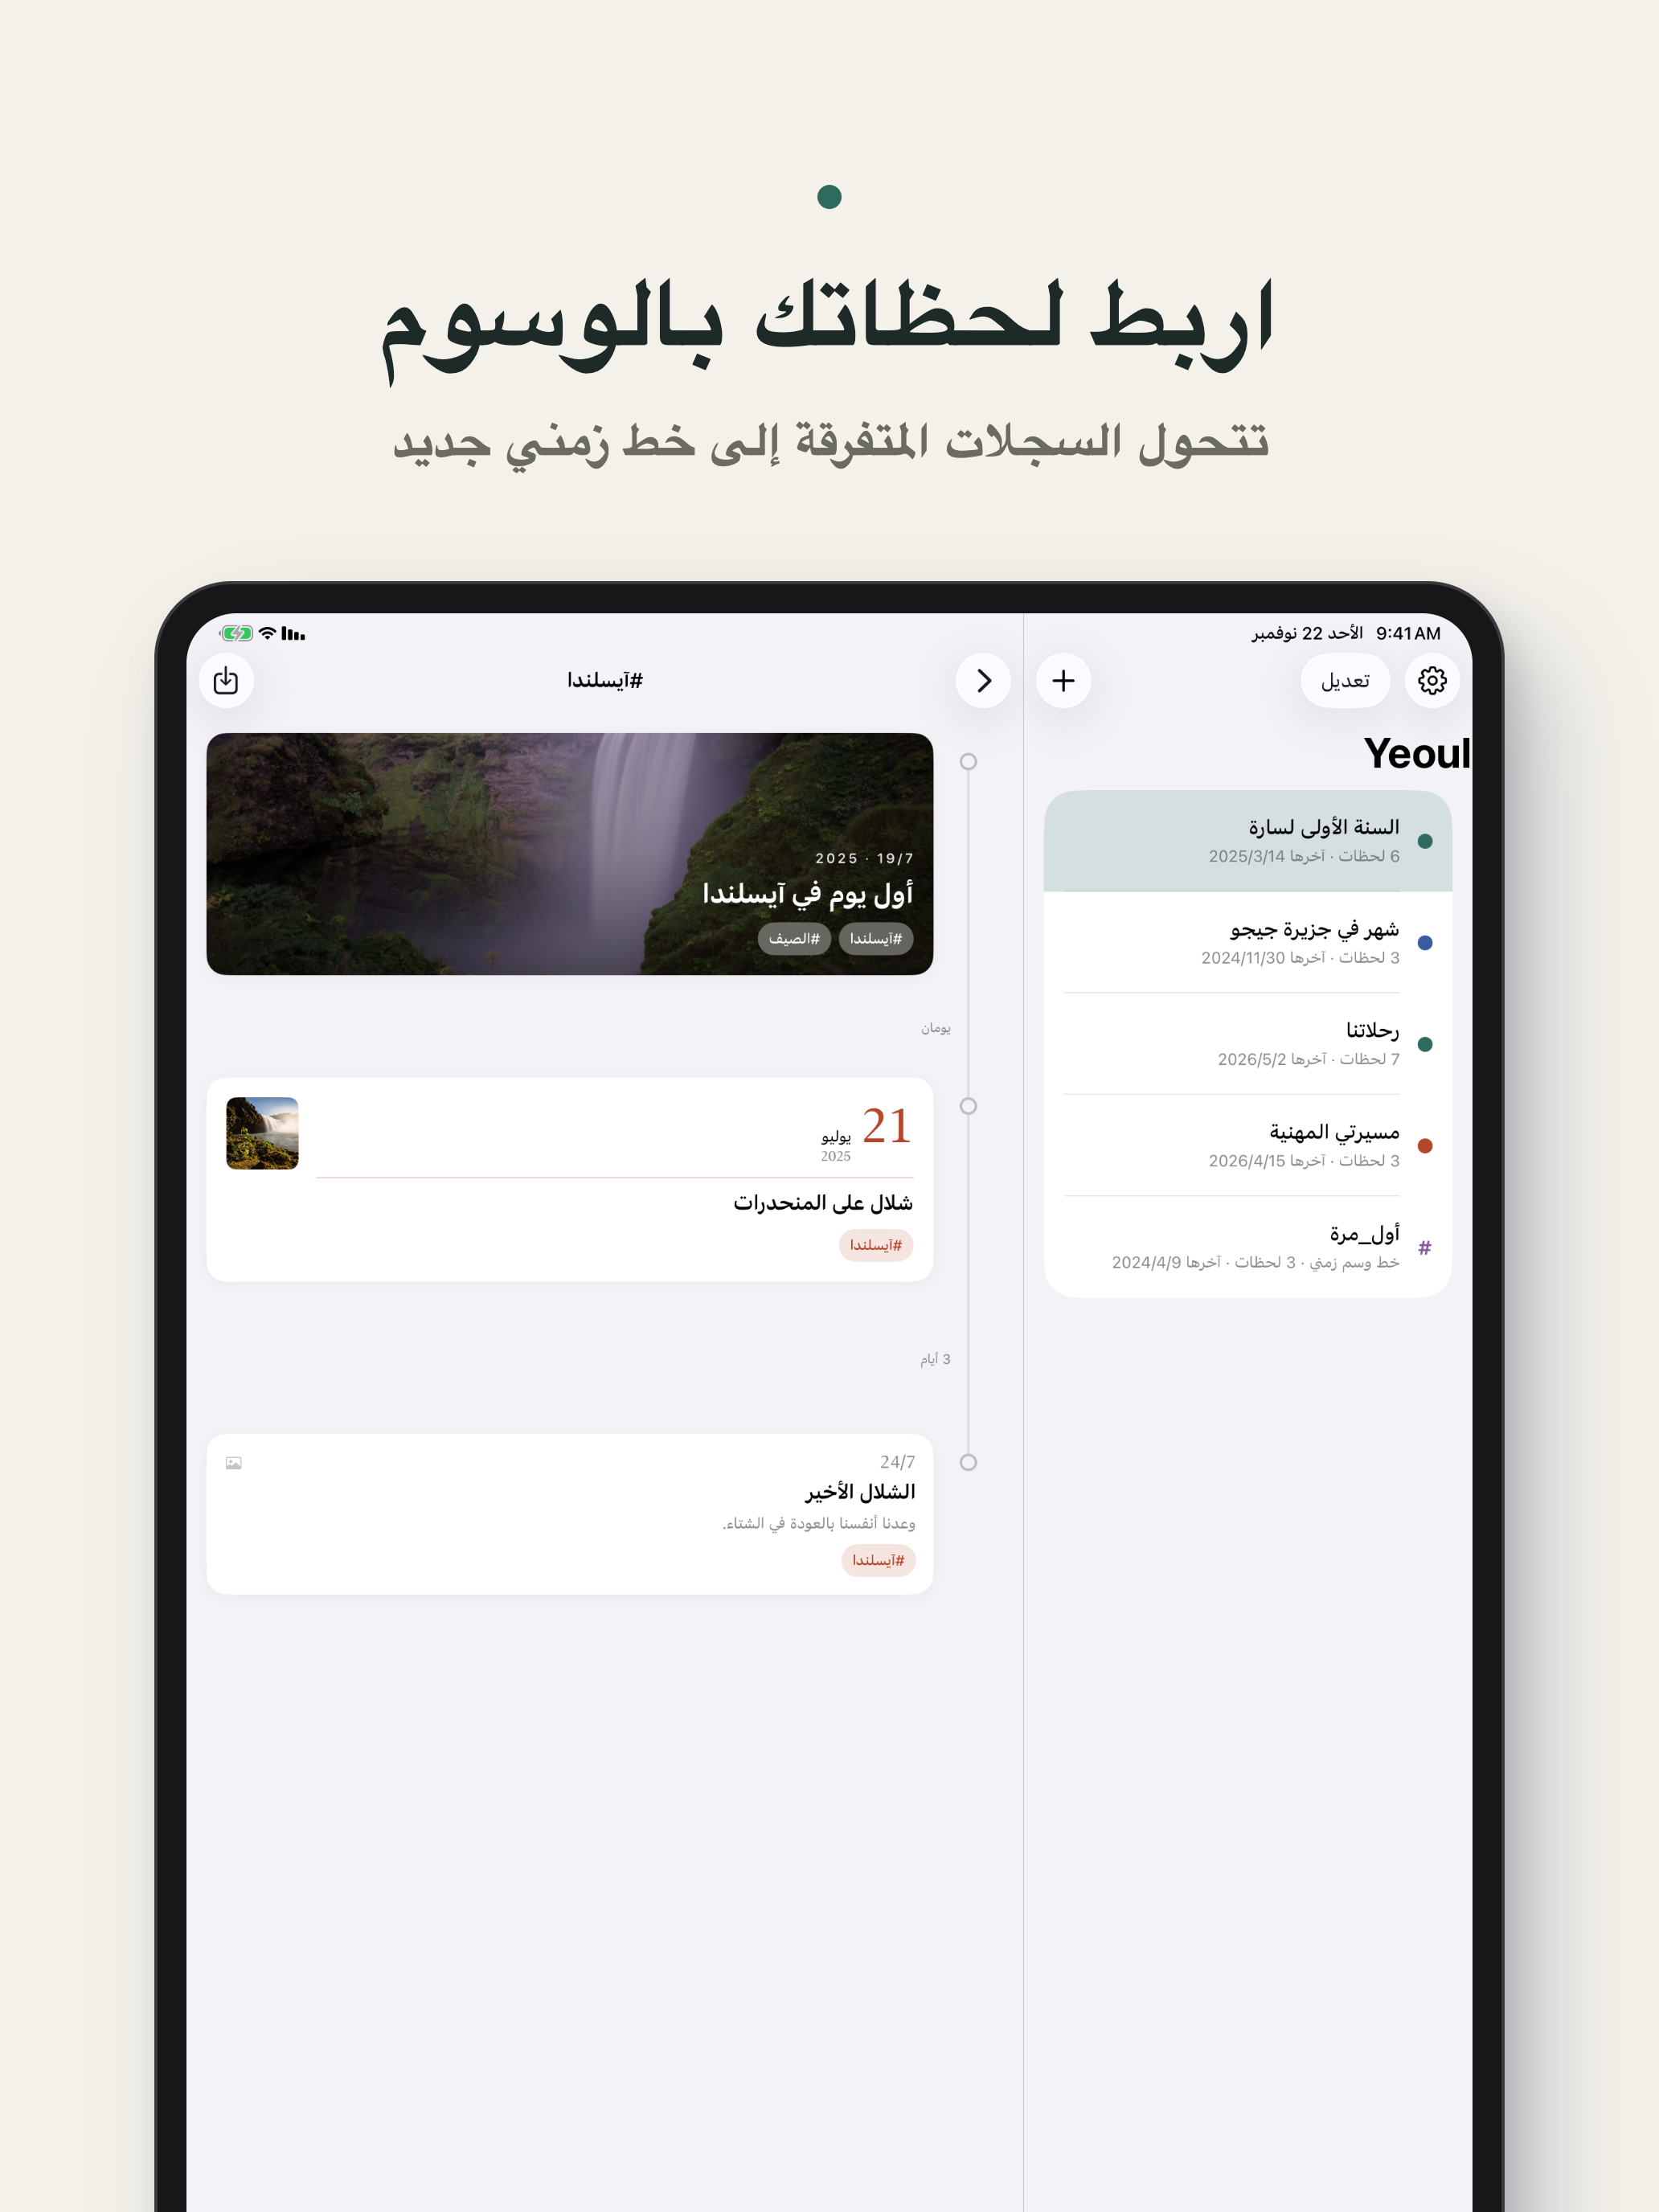 اربط لحظاتك بالوسوم
تتحول السجلات المتفرقة إلى خط زمني جديد
9:41 AM الأحد 22 نوفمبر
تعديل
Yeoul
السنة الأولى لسارة
6 لحظات · آخرها 2025/3/14
شهر في جزيرة جيجو
3 لحظات · آخرها 2024/11/30
رحلاتنا
7 لحظات · آخرها 2026/5/2
مسيرتي المهنية
3 لحظات · آخرها 2026/4/15
# أول_مرة
خط وسم زمني · 3 لحظات · آخرها 2024/4/9
#آيسلندا
19/7 · 2025
أول يوم في آيسلندا
#آيسلندا #الصيف
يومان
21 يوليو
2025
شلال على المنحدرات
#آيسلندا
3 أيام
24/7
الشلال الأخير
وعدنا أنفسنا بالعودة في الشتاء.
#آيسلندا